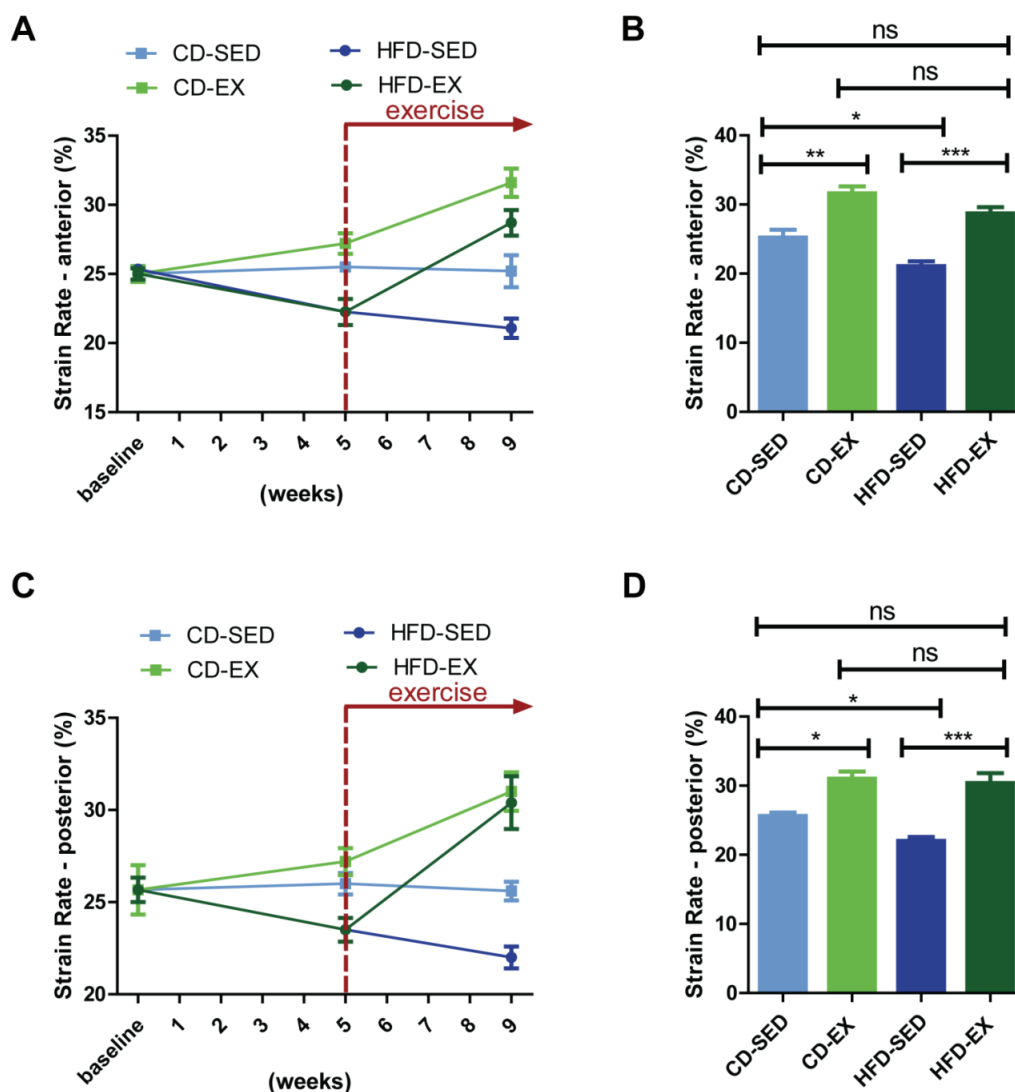 A
CD-SED
HFD-SED
CD-EX
HFD-EX
exercise
Strain Rate - anterior (%)
35
30
25
20
15
baseline 1 2 3 4 5 6 7 8 9
(weeks)
B
ns
ns
*
** ***
Strain Rate - anterior (%)
40
30
20
10
0
CD-SED CD-EX HFD-SED HFD-EX
C
CD-SED
HFD-SED
CD-EX
HFD-EX
exercise
Strain Rate - posterior (%)
35
30
25
20
baseline 1 2 3 4 5 6 7 8 9
(weeks)
D
ns
ns
*
* ***
Strain Rate - posterior (%)
40
30
20
10
0
CD-SED CD-EX HFD-SED HFD-EX